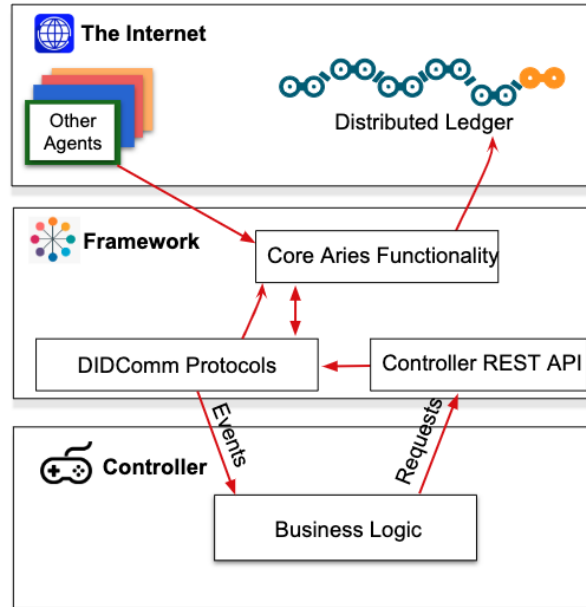 The Internet
Other
Agents
Distributed Ledger
Framework
Core Aries Functionality
DIDComm Protocols
Controller REST API
Events
Requests
Controller
Business Logic